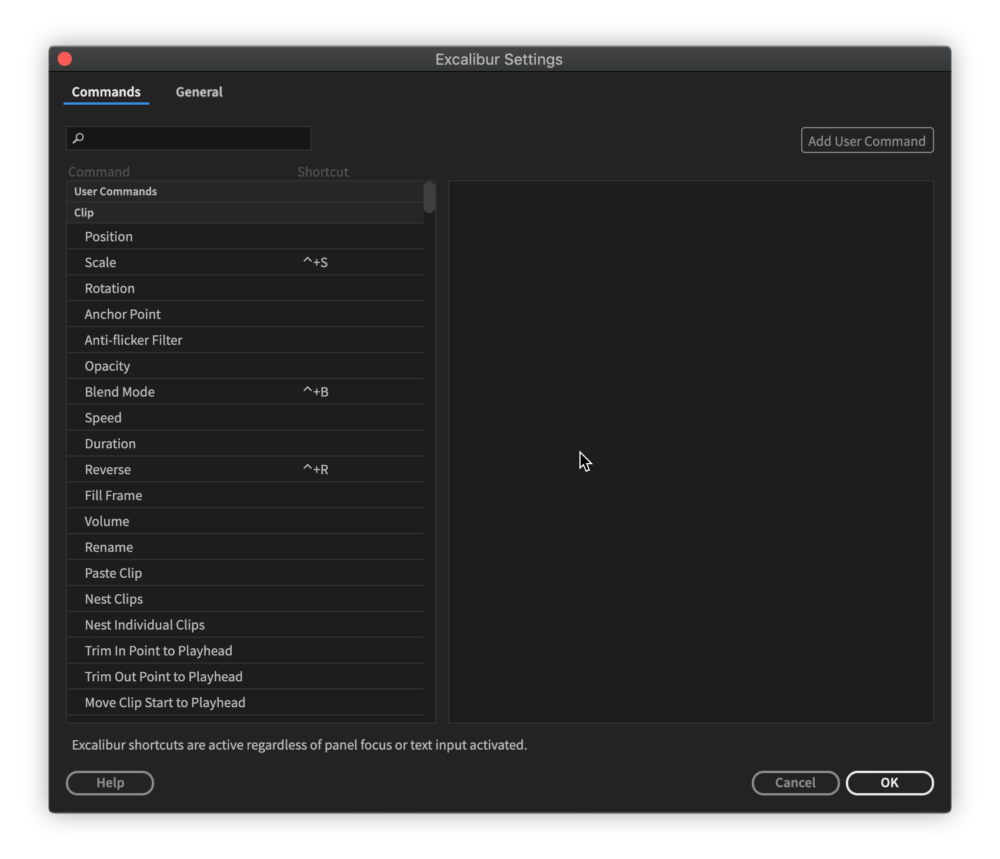 Excalibur Settings
Commands General
Add User Command
Command Shortcut
User Commands
Clip
Position
Scale ^+S
Rotation
Anchor Point
Anti-flicker Filter
Opacity
Blend Mode ^+B
Speed
Duration
Reverse ^+R
Fill Frame
Volume
Rename
Paste Clip
Nest Clips
Nest Individual Clips
Trim In Point to Playhead
Trim Out Point to Playhead
Move Clip Start to Playhead
Excalibur shortcuts are active regardless of panel focus or text input activated.
Help Cancel OK